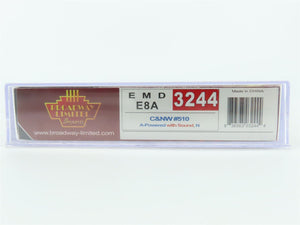 BROADWAY
LIMITED
Imports
www.broadway-limited.com
EMD
E8A
3244
C&NW #510
A-Powered with Sound, N
Made in CHINA